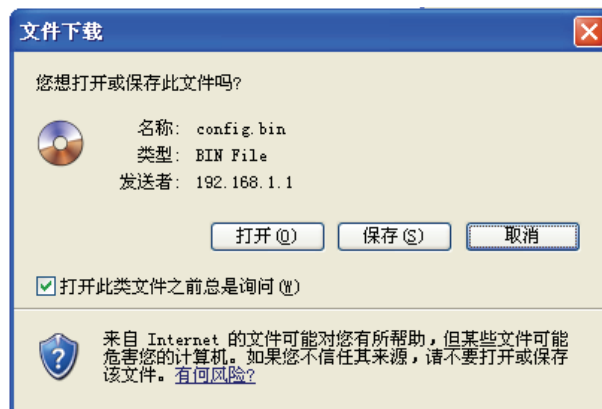 文件下载
您想打开或保存此文件吗?
名称: config.bin
类型: BIN File
发送者: 192.168.1.1
打开(O) 保存(S) 取消
打开此类文件之前总是询问(W)
来自 Internet 的文件可能对您有所帮助，但某些文件可能
危害您的计算机。如果您不信任其来源，请不要打开或保存
该文件。有何风险?